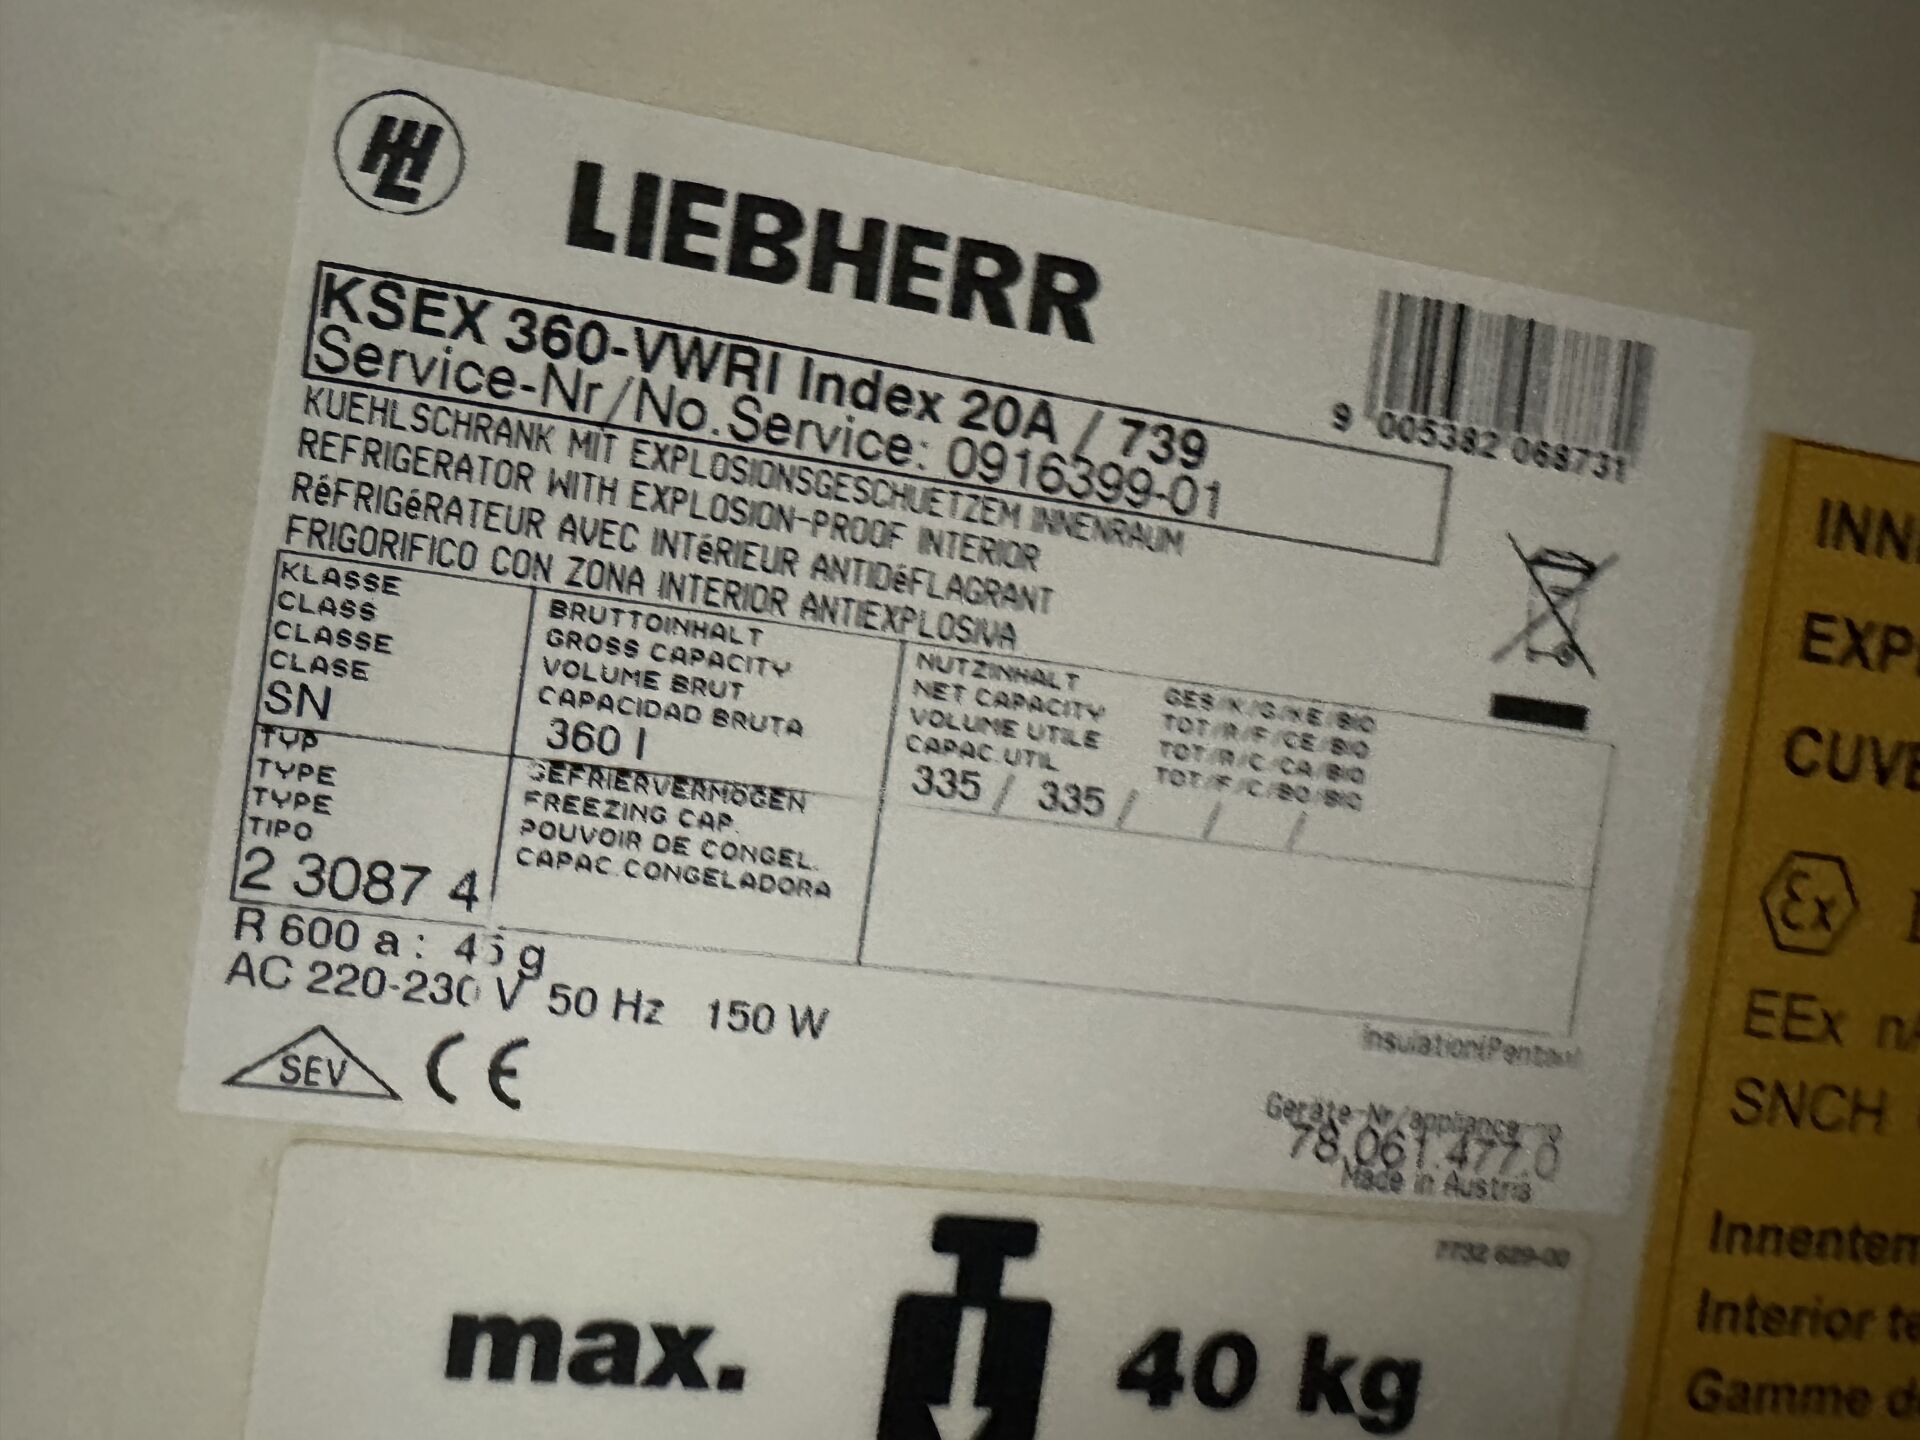 LIEBHERR
KSEX 360-VWRI Index 20A / 739
Service-Nr/No.Service: 0916399-01
9 005382 068731
KUEHLSCHRANK MIT EXPLOSIONSGESCHUETZEM INNENRAUM
REFRIGERATOR WITH EXPLOSION-PROOF INTERIOR
RéFRIGéRATEUR AVEC INTéRIEUR ANTIDéFLAGRANT
FRIGORIFICO CON ZONA INTERIOR ANTIEXPLOSIVA
KLASSE
CLASS
CLASSE
CLASE
SN
BRUTTOINHALT
GROSS CAPACITY
VOLUME BRUT
CAPACIDAD BRUTA
360 l
NUTZINHALT GES/K/G/KE/BIO
NET CAPACITY TOT/R/F/CE/BIO
VOLUME UTILE TOT/R/C/CA/BIO
CAPAC.UTIL TOT/F/C/BO/BIO
335 / 335 / / /
TYP
TYPE
TYPE
TIPO
2 3087 4
GEFRIERVERMÖGEN
FREEZING CAP.
POUVOIR DE CONGEL.
CAPAC.CONGELADORA
R 600 a : 45 g
AC 220-230 V 50 Hz 150 W
SEV CE
Insulation(Pentan)
Geräte-Nr/appliance
78.061.477.0
Made in Austria
7732 629-00
max. 40 kg
INN
EXP
CUVE
Ex
EEx nA
SNCH
Innentem
Interior te
Gamme d